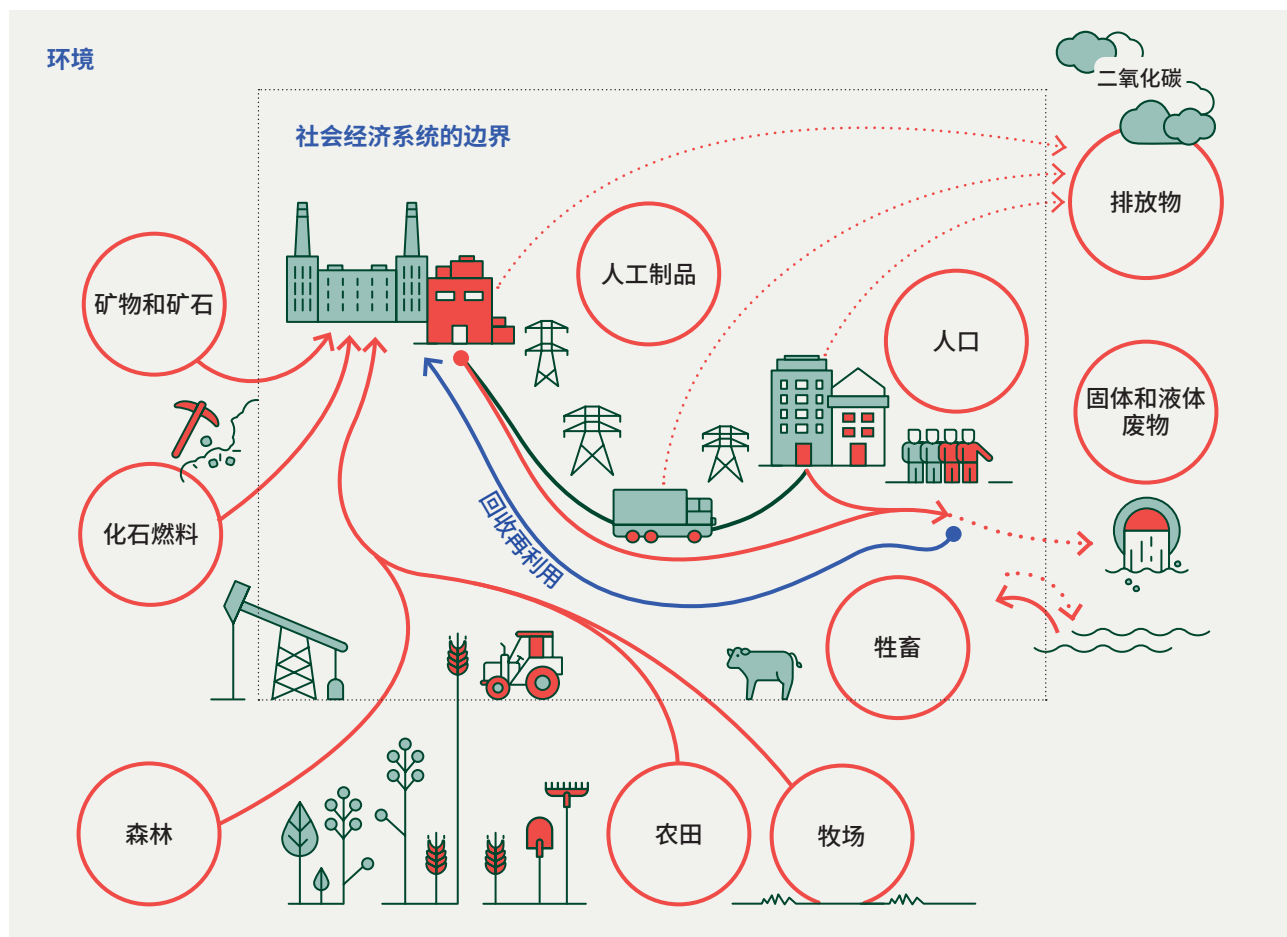 环境
二氧化碳
社会经济系统的边界
排放物
人工制品
矿物和矿石
人口
固体和液体
废物
化石燃料
回收再利用
牲畜
森林
农田
牧场